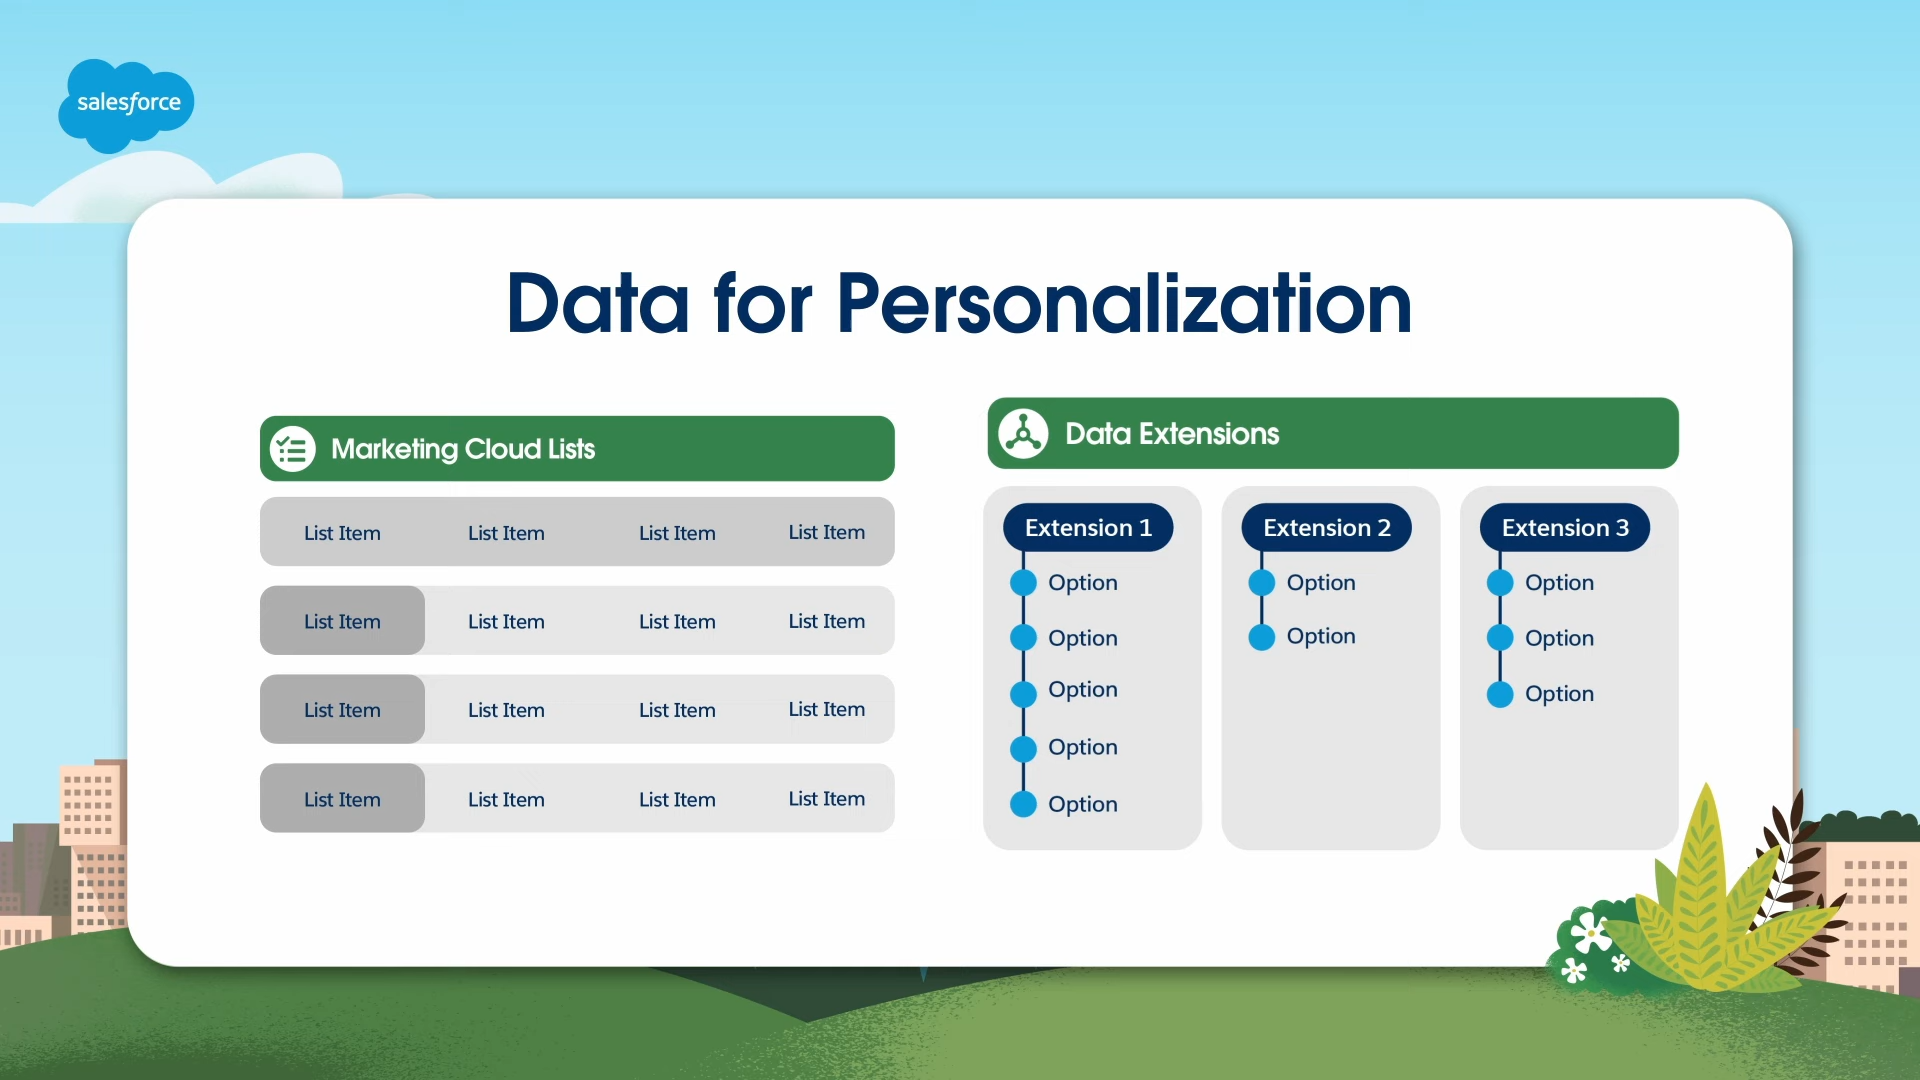 salesforce
Data for Personalization
Marketing Cloud Lists
List Item List Item List Item List Item
List Item List Item List Item List Item
List Item List Item List Item List Item
List Item List Item List Item List Item
Data Extensions
Extension 1
Option
Option
Option
Option
Option
Extension 2
Option
Option
Extension 3
Option
Option
Option